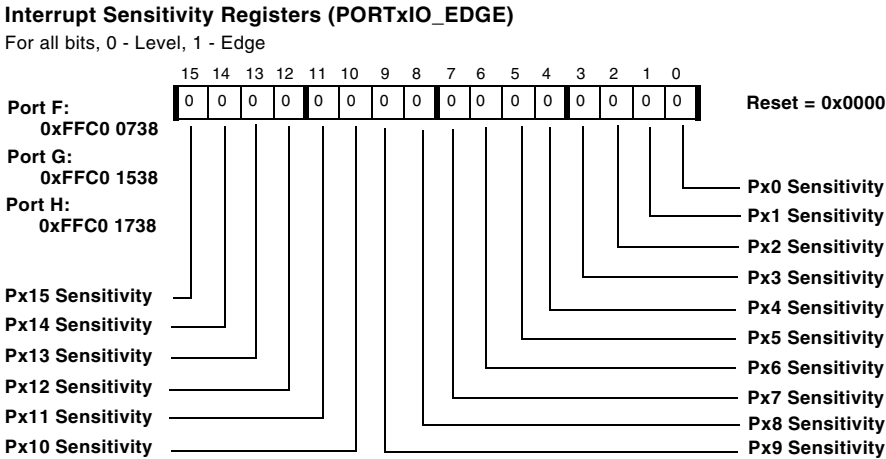 Interrupt Sensitivity Registers (PORTxIO_EDGE)
For all bits, 0 - Level, 1 - Edge
15 14 13 12 11 10 9 8 7 6 5 4 3 2 1 0
0 0 0 0 0 0 0 0 0 0 0 0 0 0 0 0
Reset = 0x0000
Port F:
0xFFC0 0738
Port G:
0xFFC0 1538
Port H:
0xFFC0 1738
Px0 Sensitivity
Px1 Sensitivity
Px2 Sensitivity
Px3 Sensitivity
Px4 Sensitivity
Px5 Sensitivity
Px6 Sensitivity
Px7 Sensitivity
Px8 Sensitivity
Px9 Sensitivity
Px15 Sensitivity
Px14 Sensitivity
Px13 Sensitivity
Px12 Sensitivity
Px11 Sensitivity
Px10 Sensitivity